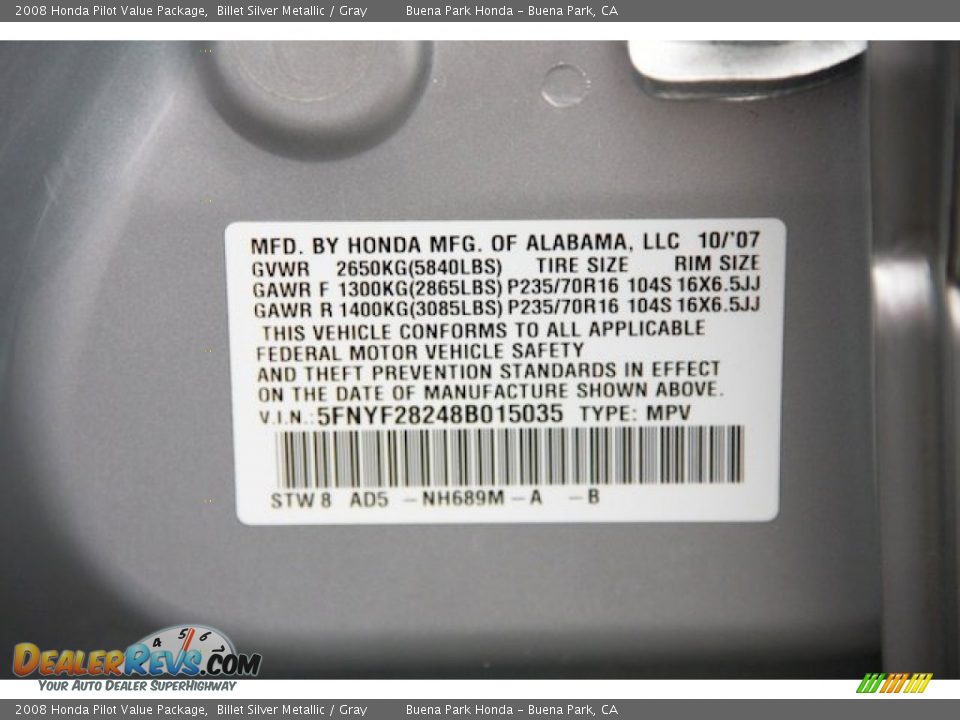 2008 Honda Pilot Value Package, Billet Silver Metallic / Gray Buena Park Honda - Buena Park, CA
MFD. BY HONDA MFG. OF ALABAMA, LLC 10/'07
GVWR 2650KG(5840LBS) TIRE SIZE RIM SIZE
GAWR F 1300KG(2865LBS) P235/70R16 104S 16X6.5JJ
GAWR R 1400KG(3085LBS) P235/70R16 104S 16X6.5JJ
THIS VEHICLE CONFORMS TO ALL APPLICABLE
FEDERAL MOTOR VEHICLE SAFETY
AND THEFT PREVENTION STANDARDS IN EFFECT
ON THE DATE OF MANUFACTURE SHOWN ABOVE.
V.I.N.: 5FNYF28248B015035 TYPE: MPV
STW 8 AD5 - NH689M - A - B
4 5 6
DEALERREVS.COM
YOUR AUTO DEALER SUPERHIGHWAY
2008 Honda Pilot Value Package, Billet Silver Metallic / Gray Buena Park Honda - Buena Park, CA